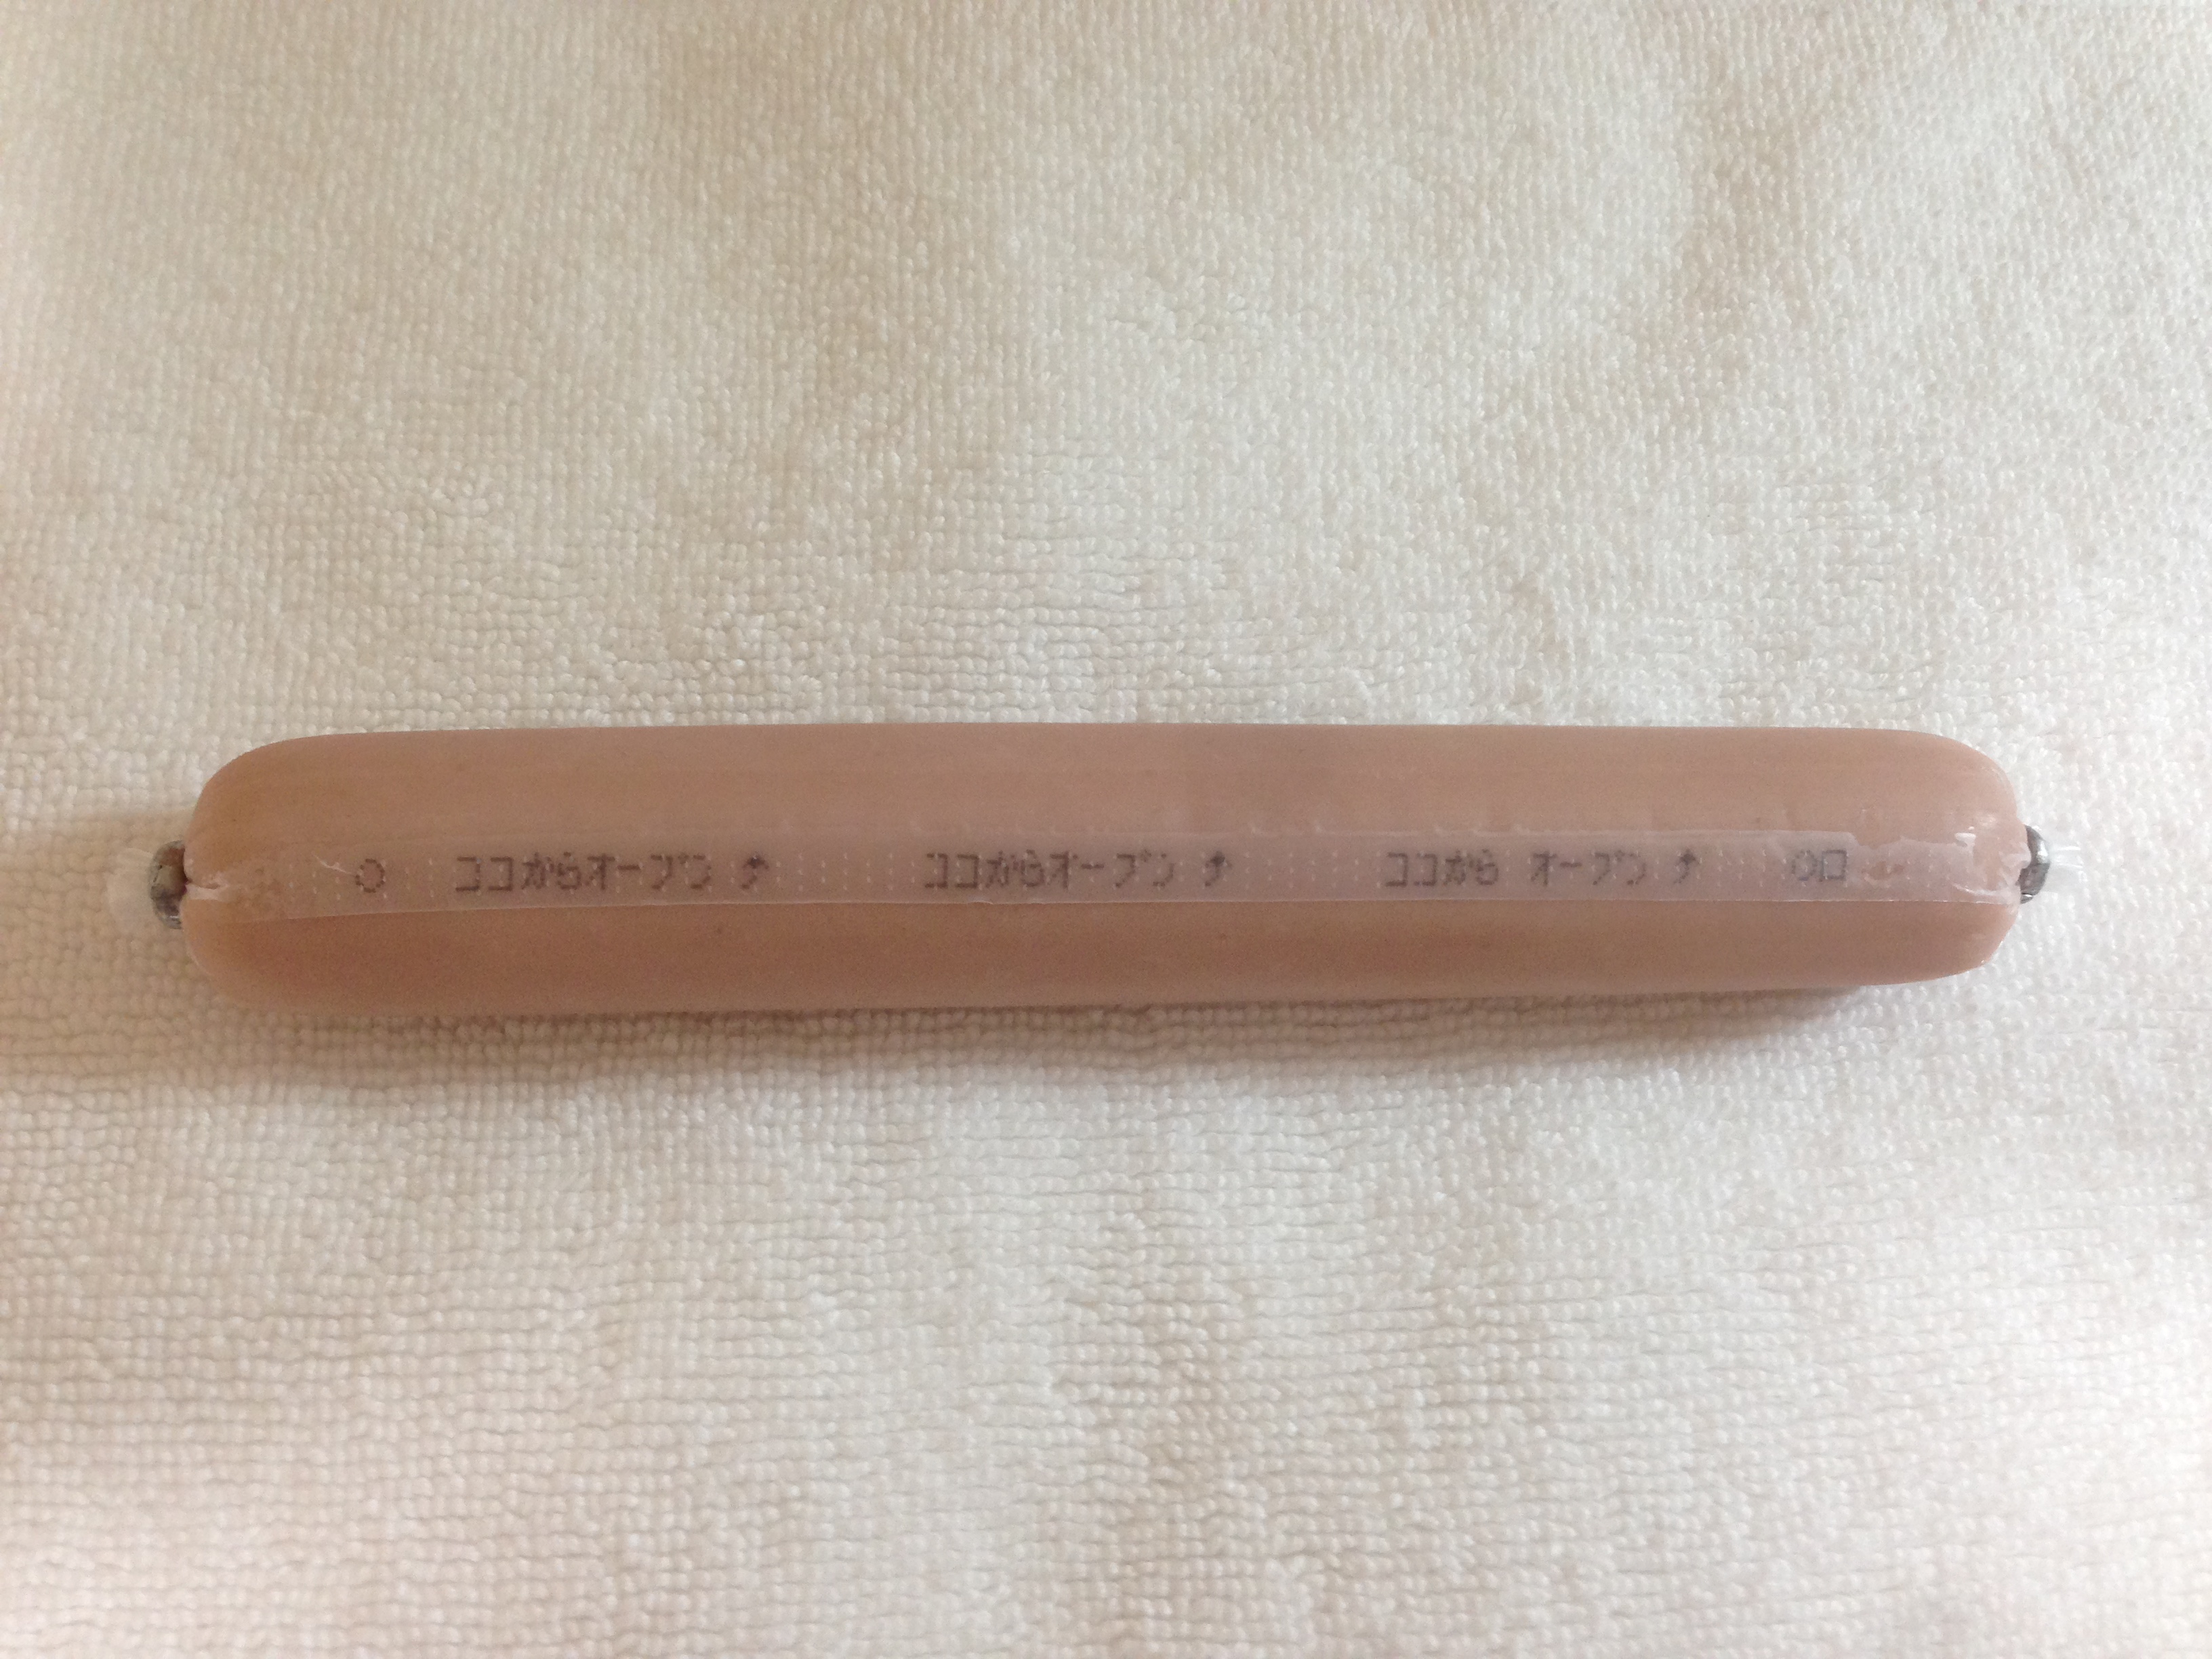 ○ ココからオープン ↑ ココからオープン ↑ ココから オープン ↑ ○ロ